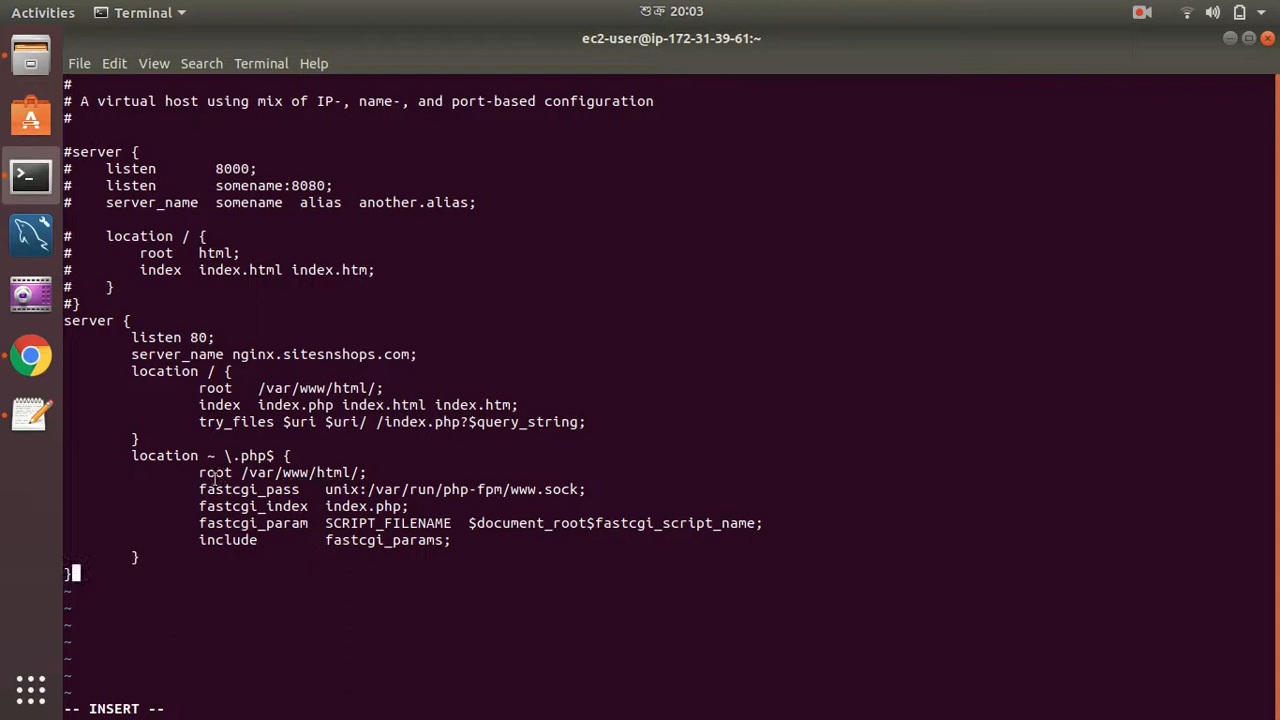 Activities Terminal শুক্র 20:03
ec2-user@ip-172-31-39-61:~
File Edit View Search Terminal Help
#
# A virtual host using mix of IP-, name-, and port-based configuration
#
#server {
#    listen       8000;
#    listen       somename:8080;
#    server_name  somename  alias  another.alias;
#    location / {
#        root   html;
#        index  index.html index.htm;
#    }
#}
server {
        listen 80;
        server_name nginx.sitesnshops.com;
        location / {
                root   /var/www/html/;
                index  index.php index.html index.htm;
                try_files $uri $uri/ /index.php?$query_string;
        }
        location ~ \.php$ {
                root /var/www/html/;
                fastcgi_pass   unix:/var/run/php-fpm/www.sock;
                fastcgi_index  index.php;
                fastcgi_param  SCRIPT_FILENAME  $document_root$fastcgi_script_name;
                include        fastcgi_params;
        }
}
~
~
~
~
~
~
~
-- INSERT --